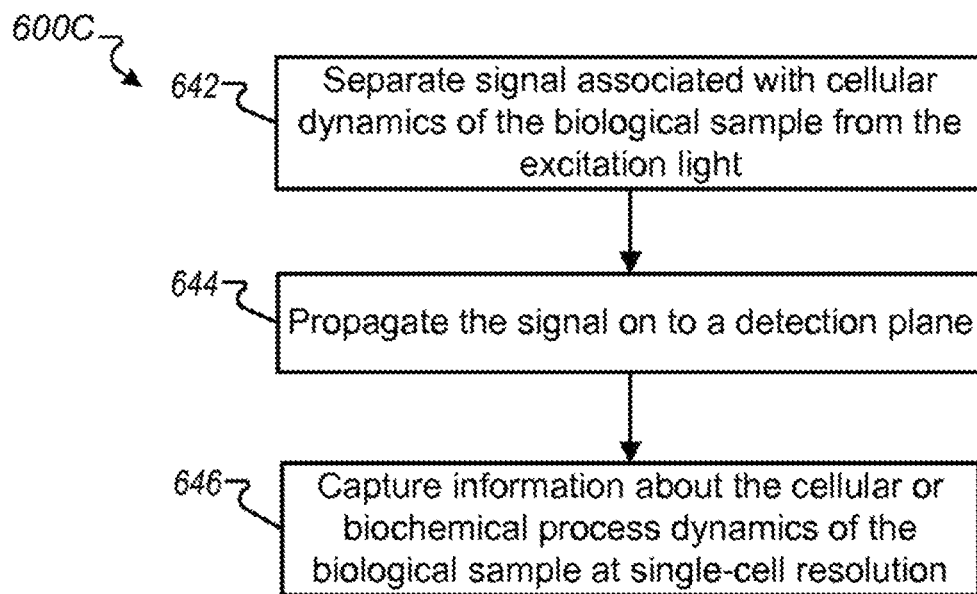 600C
642
Separate signal associated with cellular
dynamics of the biological sample from the
excitation light
644
Propagate the signal on to a detection plane
646
Capture information about the cellular or
biochemical process dynamics of the
biological sample at single-cell resolution